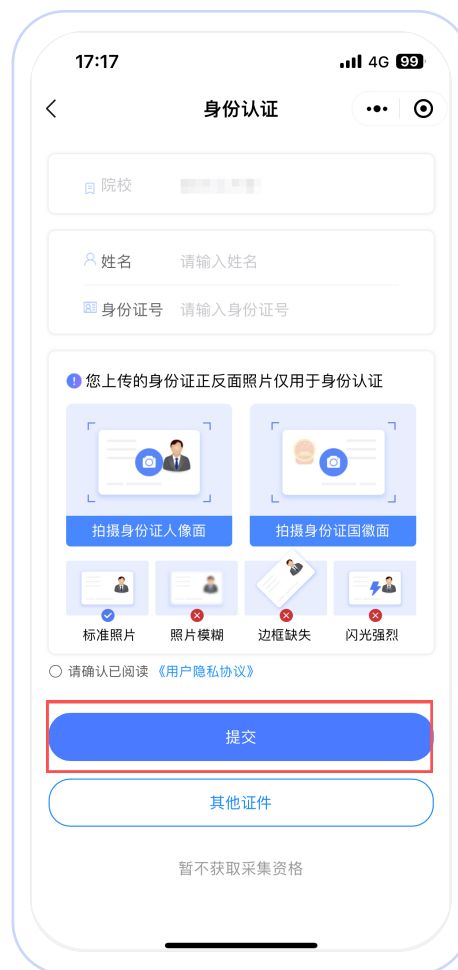 17:17
4G 99
身份认证
院校
姓名 请输入姓名
身份证号 请输入身份证号
您上传的身份证正反面照片仅用于身份认证
拍摄身份证人像面 拍摄身份证国徽面
标准照片 照片模糊 边框缺失 闪光强烈
请确认已阅读 《用户隐私协议》
提交
其他证件
暂不获取采集资格